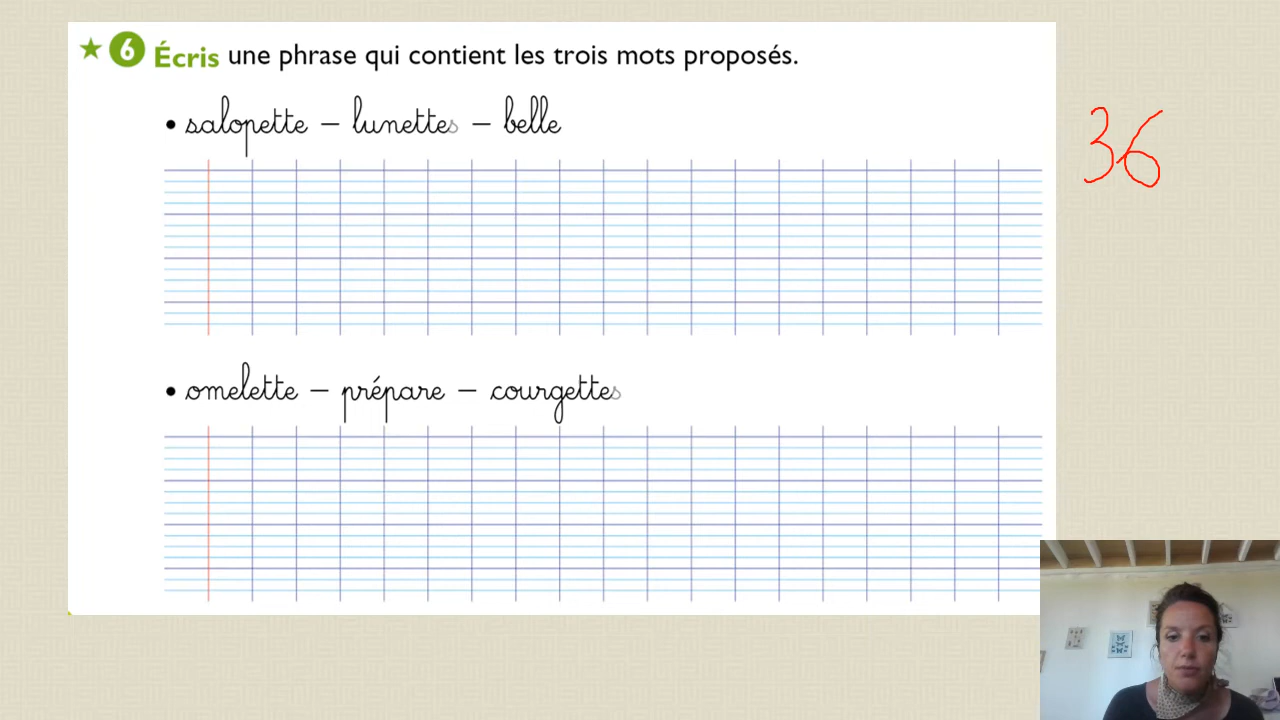 ★ 6 Écris une phrase qui contient les trois mots proposés.
• salopette – lunettes – belle
36
• omelette – prépare – courgettes